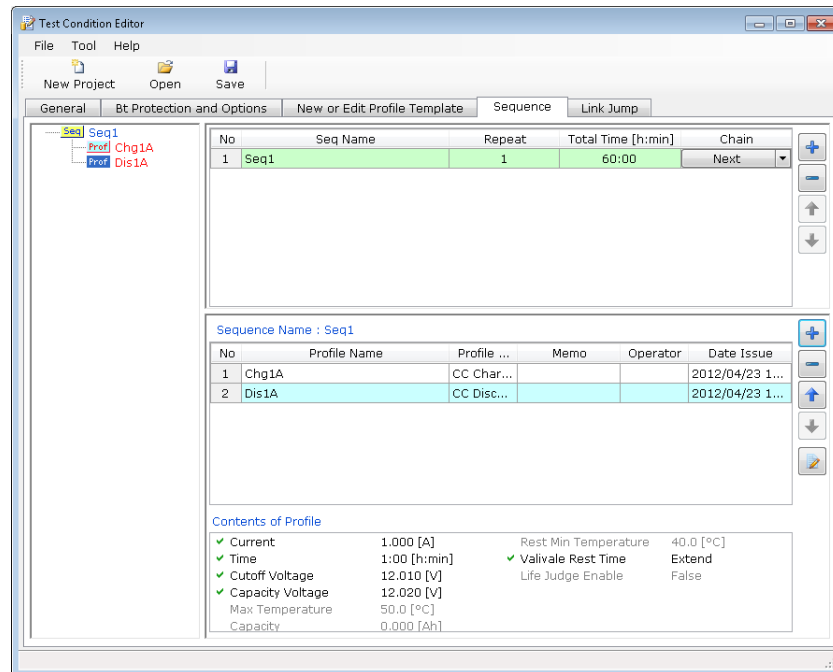 Test Condition Editor
File Tool Help
New Project Open Save
General Bt Protection and Options New or Edit Profile Template Sequence Link Jump
Seq Seq1
Prof Chg1A
Prof Dis1A
No Seq Name Repeat Total Time [h:min] Chain
1 Seq1 1 60:00 Next
Sequence Name : Seq1
No Profile Name Profile ... Memo Operator Date Issue
1 Chg1A CC Char... 2012/04/23 1...
2 Dis1A CC Disc... 2012/04/23 1...
Contents of Profile
Current 1.000 [A] Rest Min Temperature 40.0 [ºC]
Time 1:00 [h:min] Valivale Rest Time Extend
Cutoff Voltage 12.010 [V] Life Judge Enable False
Capacity Voltage 12.020 [V]
Max Temperature 50.0 [ºC]
Capacity 0.000 [Ah]